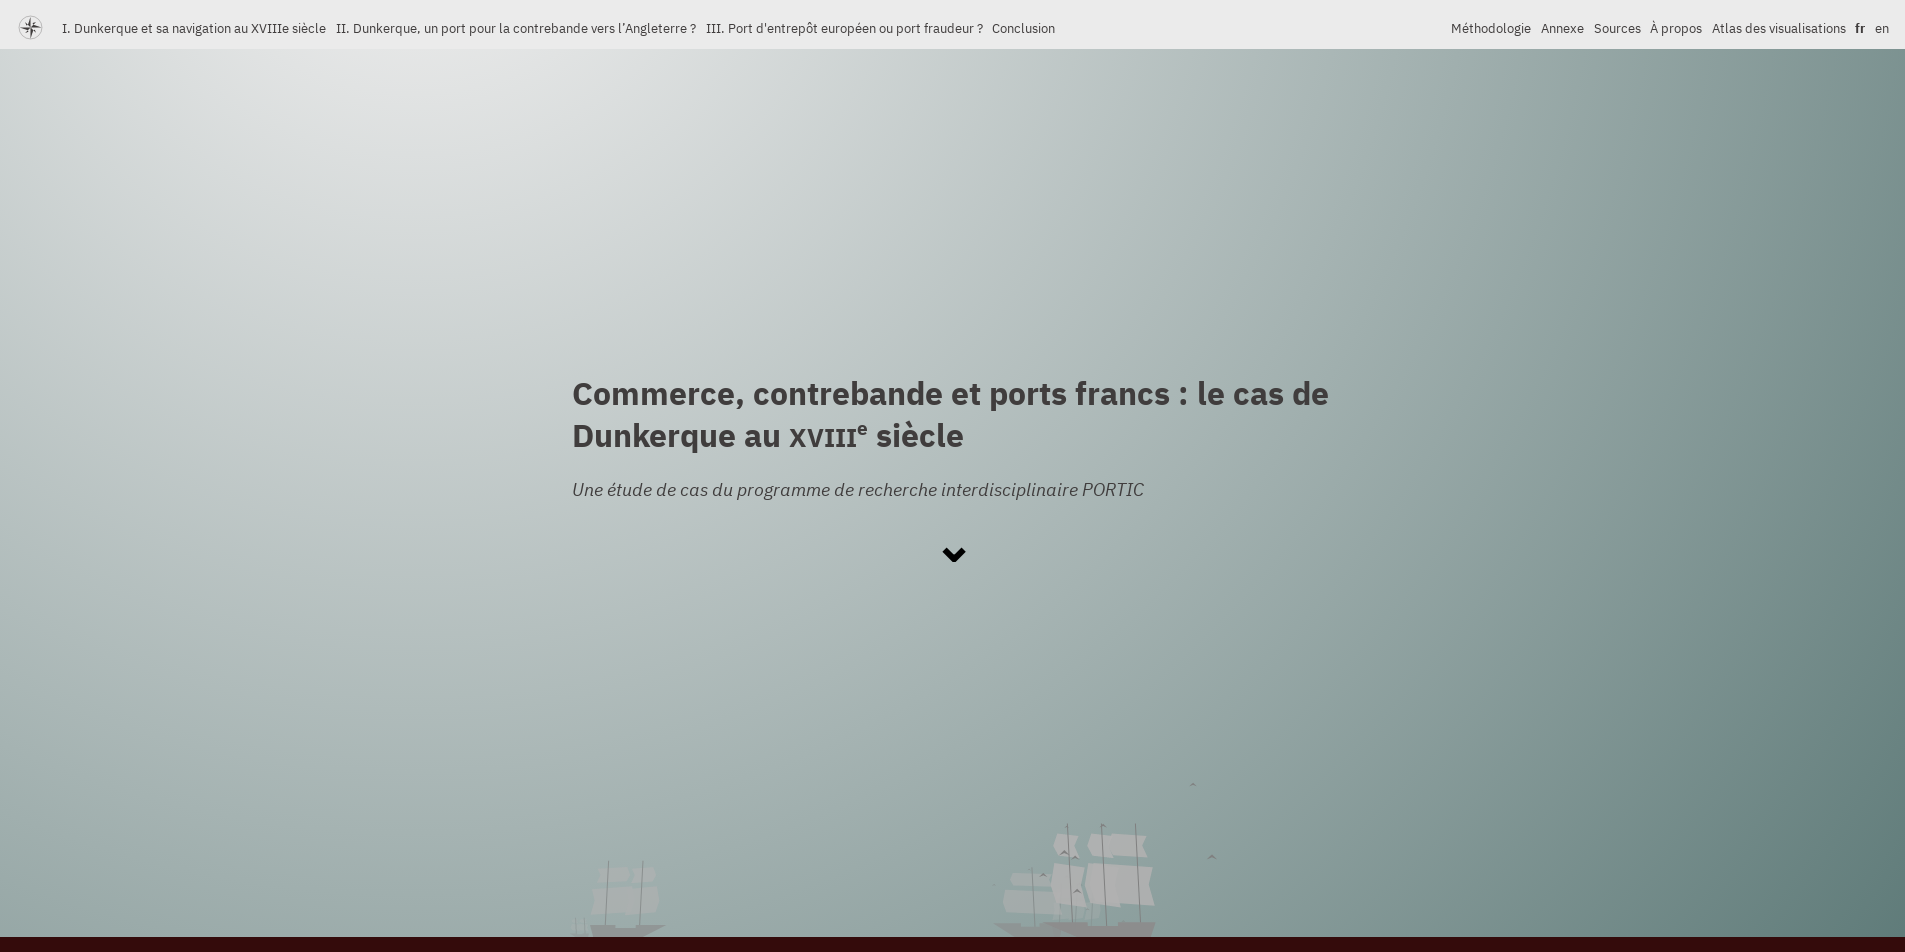 I. Dunkerque et sa navigation au XVIIIe siècle II. Dunkerque, un port pour la contrebande vers l’Angleterre ? III. Port d'entrepôt européen ou port fraudeur ? Conclusion Méthodologie Annexe Sources À propos Atlas des visualisations fr en
Commerce, contrebande et ports francs : le cas de
Dunkerque au XVIIIe siècle
Une étude de cas du programme de recherche interdisciplinaire PORTIC